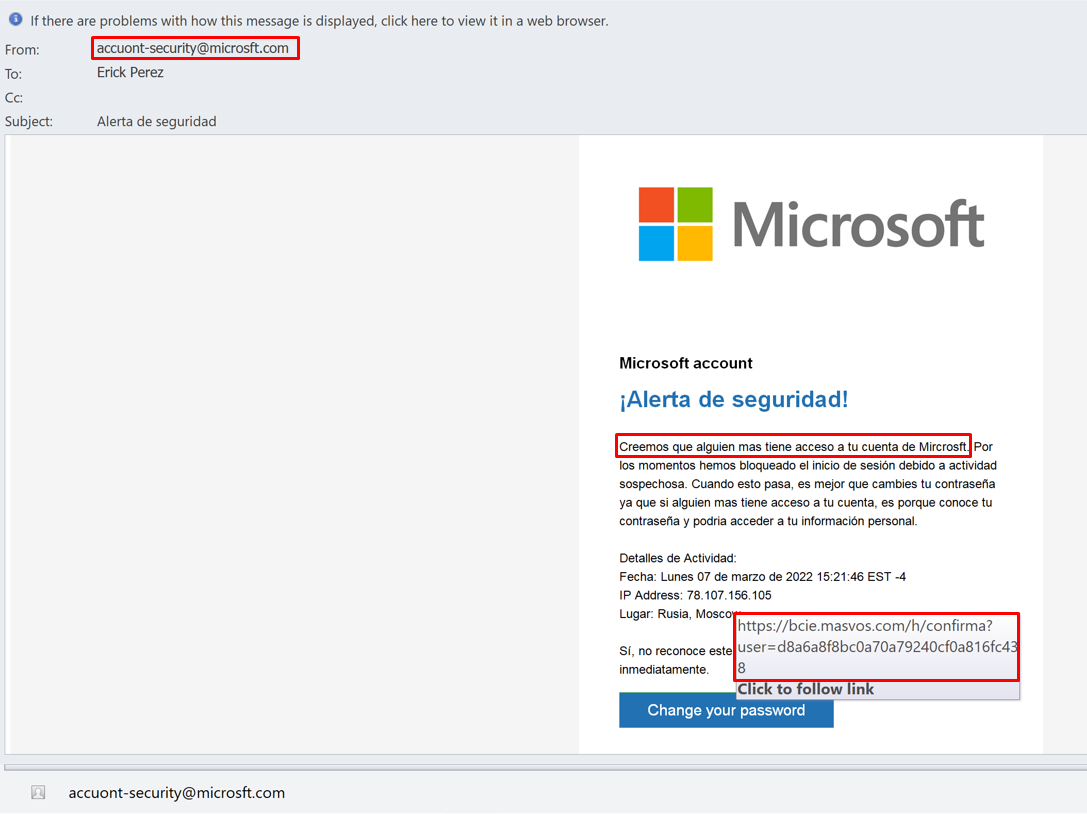 If there are problems with how this message is displayed, click here to view it in a web browser.
From: accuont-security@microsft.com
To: Erick Perez
Cc:
Subject: Alerta de seguridad
Microsoft
Microsoft account
¡Alerta de seguridad!
Creemos que alguien mas tiene acceso a tu cuenta de Mircrosft. Por
los momentos hemos bloqueado el inicio de sesión debido a actividad
sospechosa. Cuando esto pasa, es mejor que cambies tu contraseña
ya que si alguien mas tiene acceso a tu cuenta, es porque conoce tu
contraseña y podria acceder a tu información personal.
Detalles de Actividad:
Fecha: Lunes 07 de marzo de 2022 15:21:46 EST -4
IP Address: 78.107.156.105
Lugar: Rusia, Moscow
https://bcie.masvos.com/h/confirma?
user=d8a6a8f8bc0a70a79240cf0a816fc43
8
Click to follow link
Sí, no reconoce este
inmediatamente.
Change your password
accuont-security@microsft.com